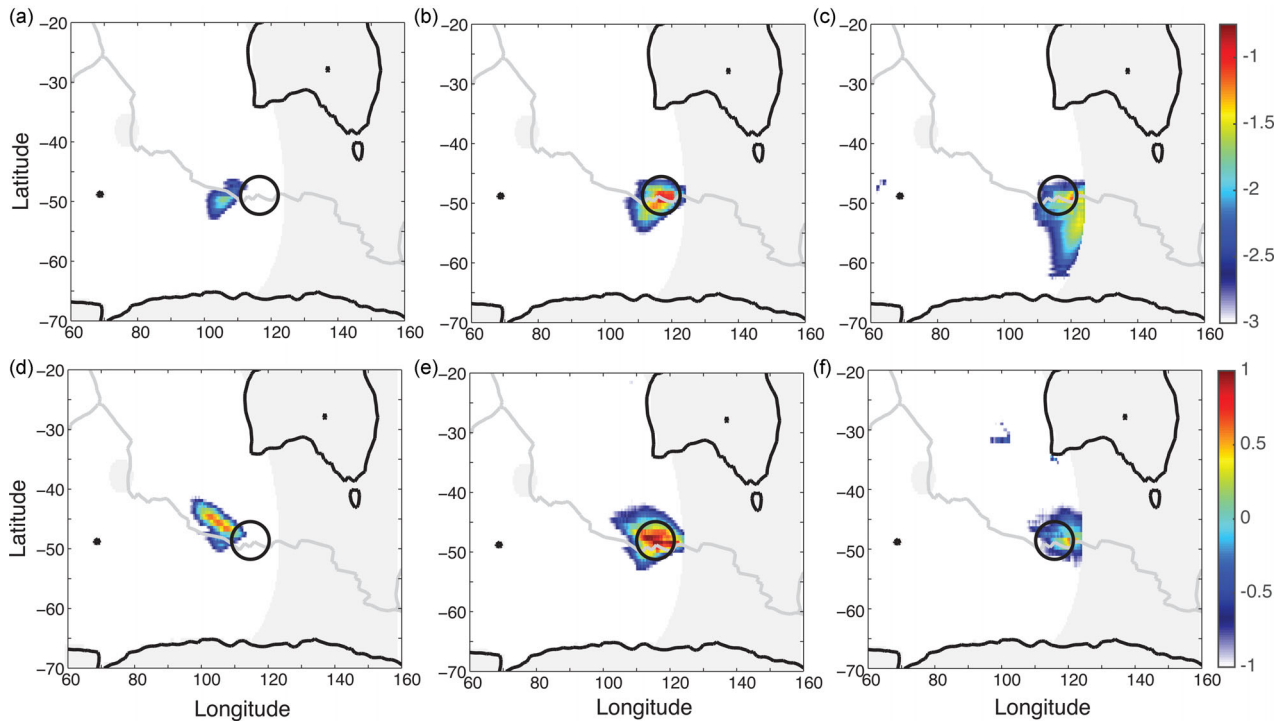 (a) (b) (c)
−20 −20 −20 −1
−30 −30 −30 −1.5
Latitude −40 −40 −40 −2
−50 −50 −50
−60 −60 −60 −2.5
−70 −70 −70 −3
60 80 100 120 140 160 60 80 100 120 140 160 60 80 100 120 140 160
(d) (e) (f)
−20 −20 −20 1
−30 −30 −30 0.5
Latitude −40 −40 −40 0
−50 −50 −50
−60 −60 −60 -0.5
−70 −70 −70 -1
60 80 100 120 140 160 60 80 100 120 140 160 60 80 100 120 140 160
Longitude Longitude Longitude